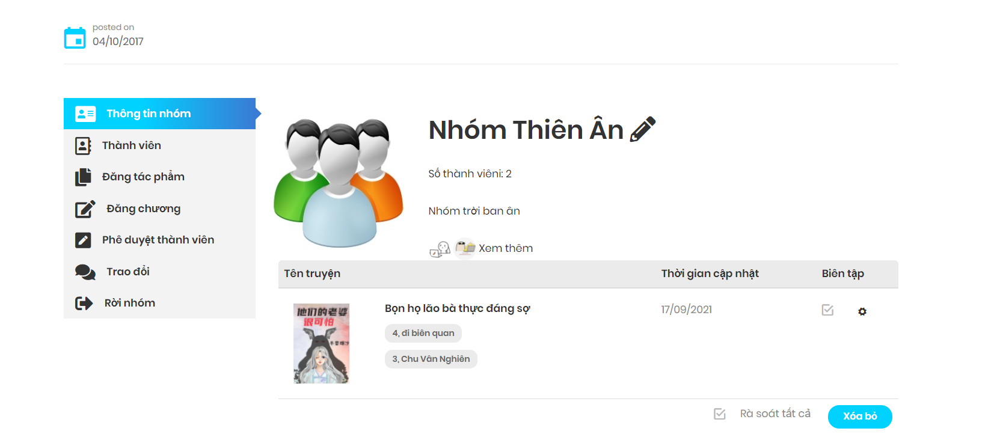 posted on
04/10/2017
Thông tin nhóm
Thành viên
Đăng tác phẩm
Đăng chương
Phê duyệt thành viên
Trao đổi
Rời nhóm
Nhóm Thiên Ân
Số thành viêni: 2
Nhóm trời ban ân
Xem thêm
Tên truyện Thời gian cập nhật Biên tập
他们的老婆
很可怕
Bọn họ lão bà thực đáng sợ 17/09/2021
4, đi biên quan
3, Chu Vân Nghiên
Rà soát tất cả Xóa bỏ